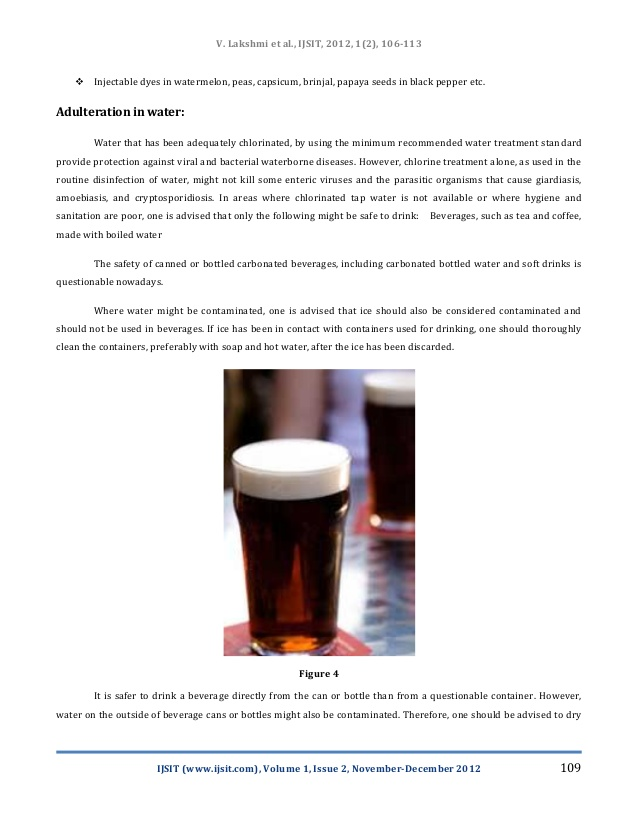 V. Lakshmi et al., IJSIT, 2012, 1(2), 106-113
❖ Injectable dyes in watermelon, peas, capsicum, brinjal, papaya seeds in black pepper etc.
Adulteration in water:
Water that has been adequately chlorinated, by using the minimum recommended water treatment standard
provide protection against viral and bacterial waterborne diseases. However, chlorine treatment alone, as used in the
routine disinfection of water, might not kill some enteric viruses and the parasitic organisms that cause giardiasis,
amoebiasis, and cryptosporidiosis. In areas where chlorinated tap water is not available or where hygiene and
sanitation are poor, one is advised that only the following might be safe to drink: Beverages, such as tea and coffee,
made with boiled water
The safety of canned or bottled carbonated beverages, including carbonated bottled water and soft drinks is
questionable nowadays.
Where water might be contaminated, one is advised that ice should also be considered contaminated and
should not be used in beverages. If ice has been in contact with containers used for drinking, one should thoroughly
clean the containers, preferably with soap and hot water, after the ice has been discarded.
Figure 4
It is safer to drink a beverage directly from the can or bottle than from a questionable container. However,
water on the outside of beverage cans or bottles might also be contaminated. Therefore, one should be advised to dry
IJSIT (www.ijsit.com), Volume 1, Issue 2, November-December 2012 109